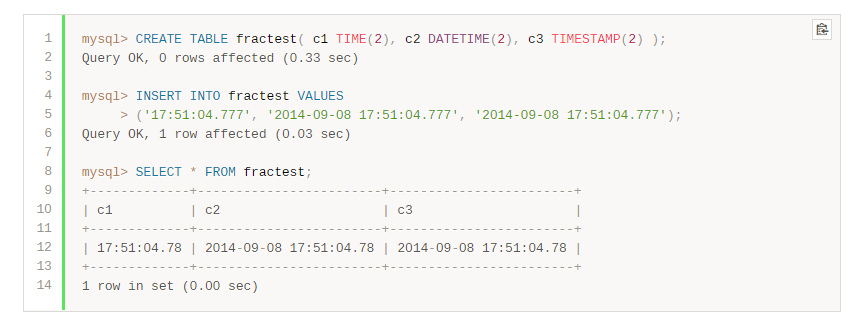 1 mysql> CREATE TABLE fractest( c1 TIME(2), c2 DATETIME(2), c3 TIMESTAMP(2) );
2 Query OK, 0 rows affected (0.33 sec)
3
4 mysql> INSERT INTO fractest VALUES
5      > ('17:51:04.777', '2014-09-08 17:51:04.777', '2014-09-08 17:51:04.777');
6 Query OK, 1 row affected (0.03 sec)
7
8 mysql> SELECT * FROM fractest;
9 +-------------+------------------------+------------------------+
10 | c1          | c2                     | c3                     |
11 +-------------+------------------------+------------------------+
12 | 17:51:04.78 | 2014-09-08 17:51:04.78 | 2014-09-08 17:51:04.78 |
13 +-------------+------------------------+------------------------+
14 1 row in set (0.00 sec)